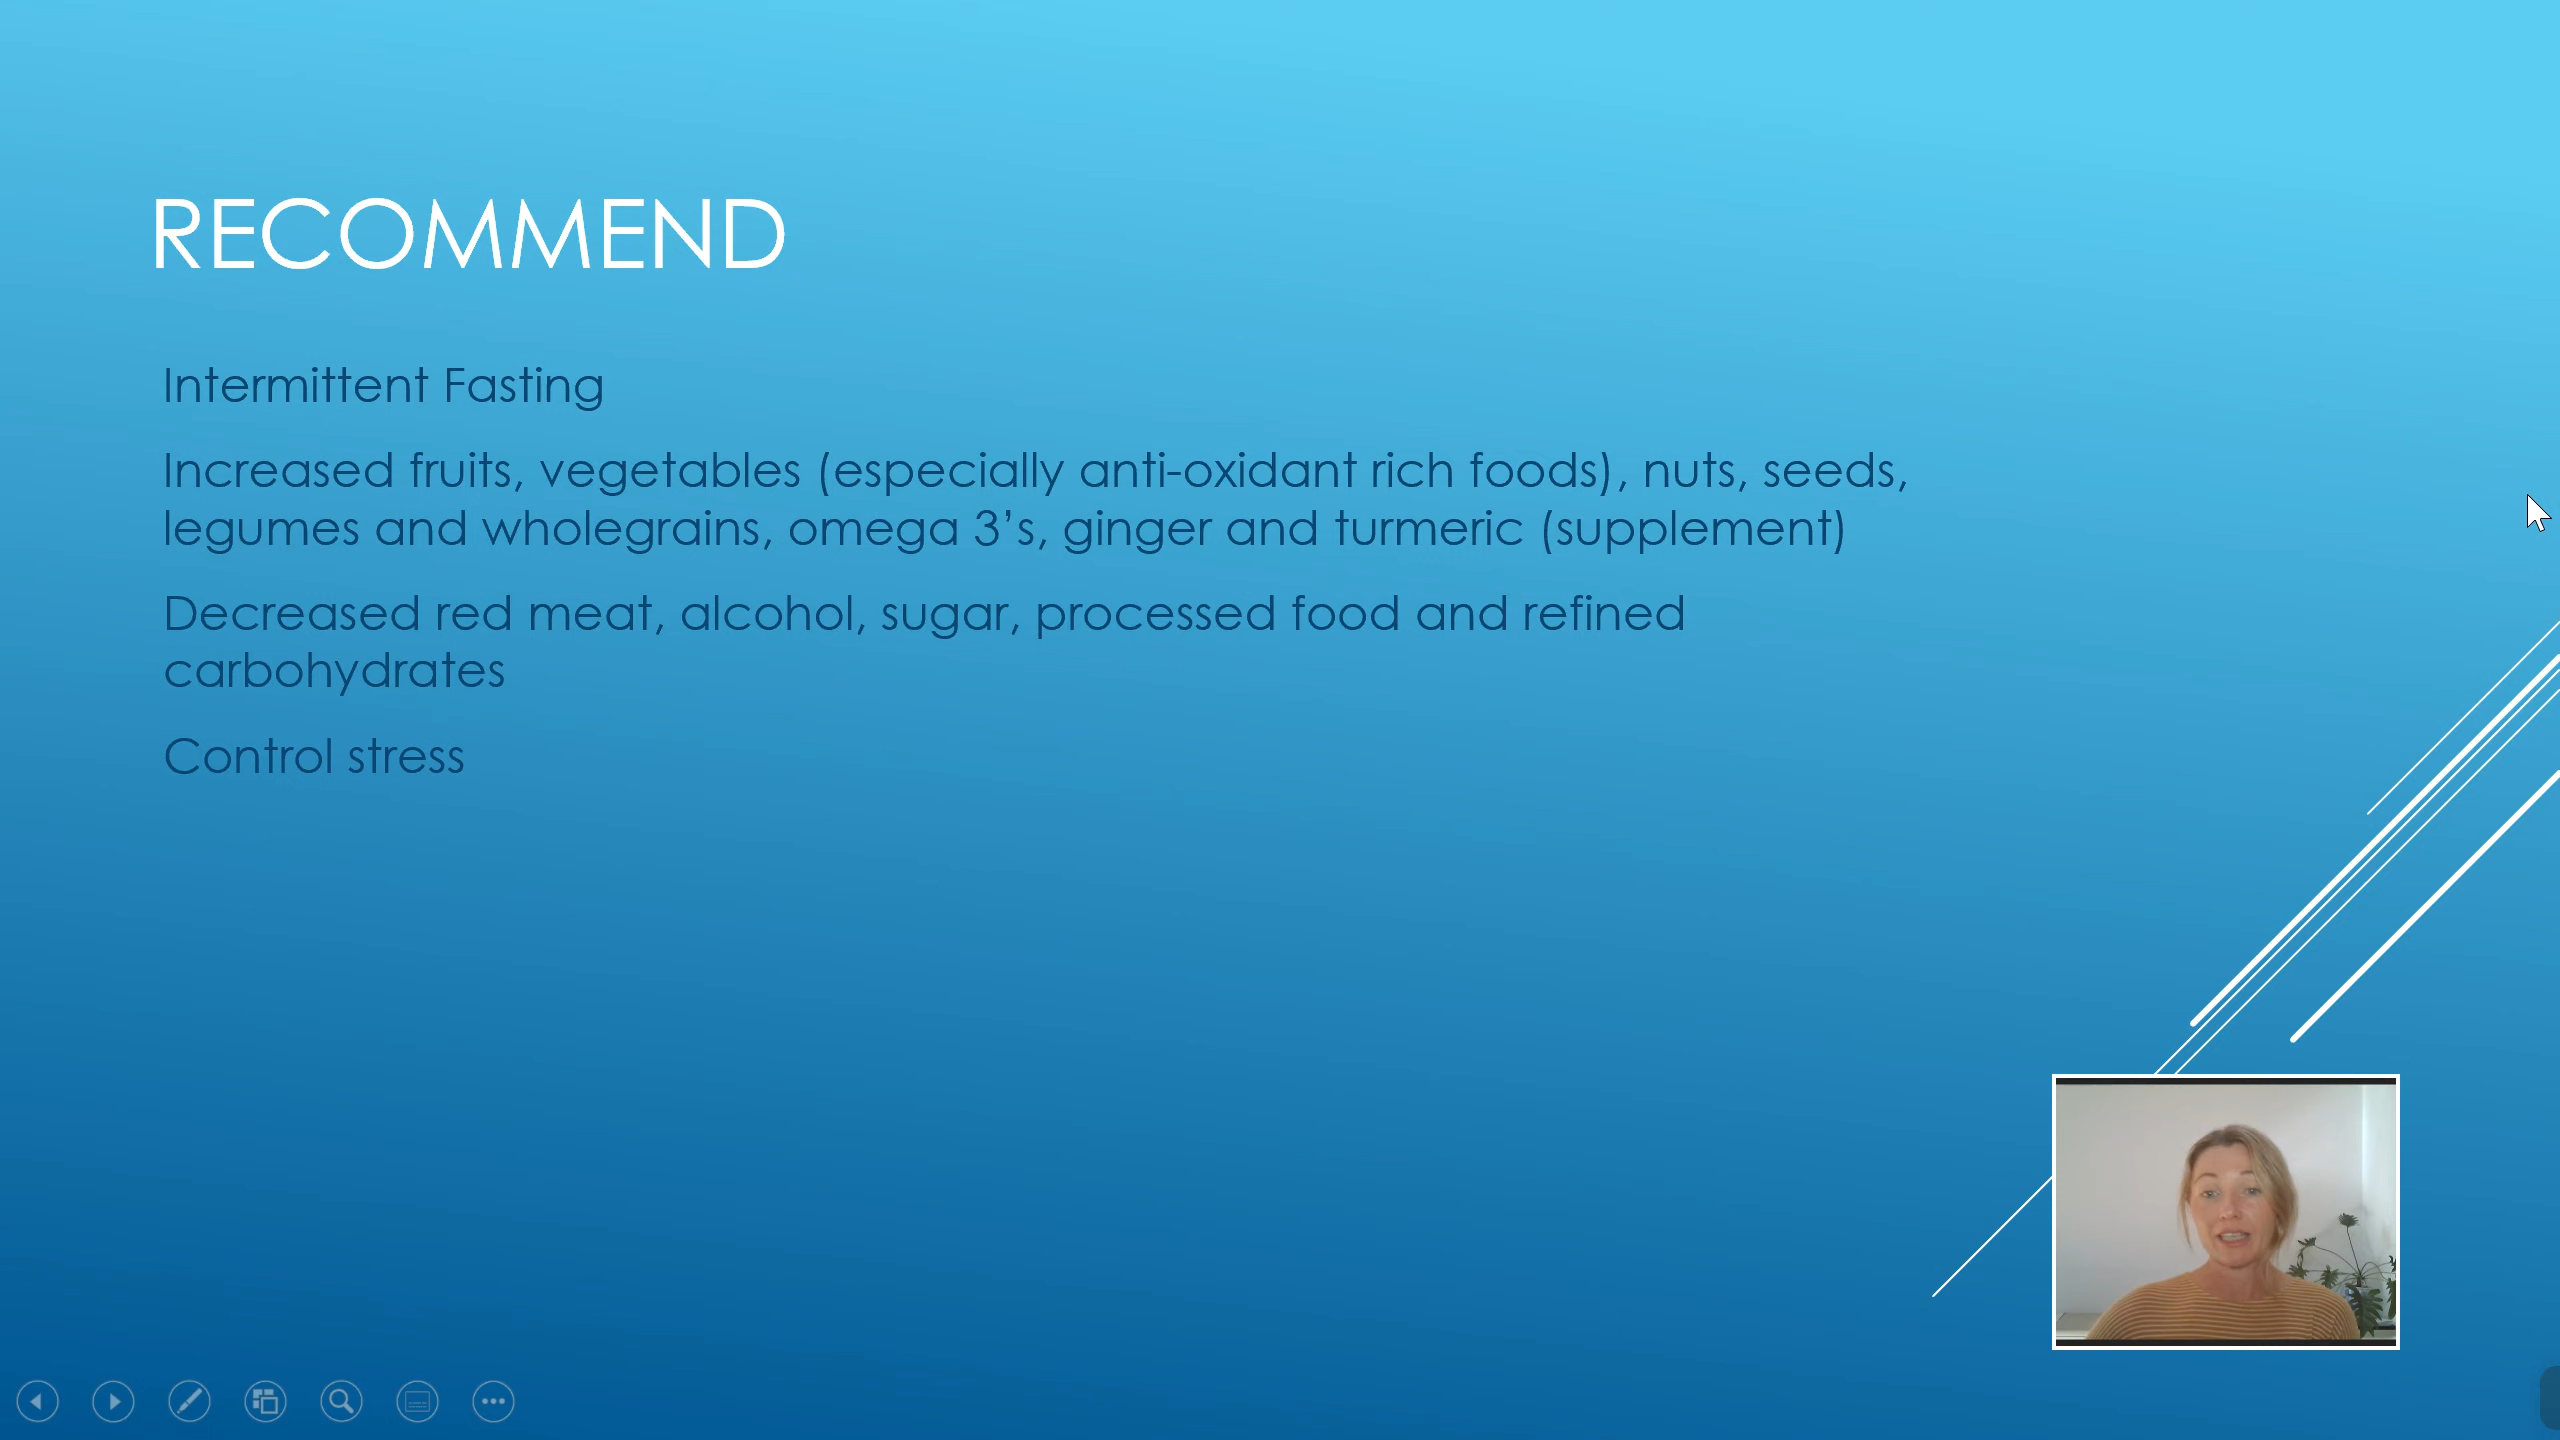 RECOMMEND
Intermittent Fasting
Increased fruits, vegetables (especially anti-oxidant rich foods), nuts, seeds,
legumes and wholegrains, omega 3’s, ginger and turmeric (supplement)
Decreased red meat, alcohol, sugar, processed food and refined
carbohydrates
Control stress